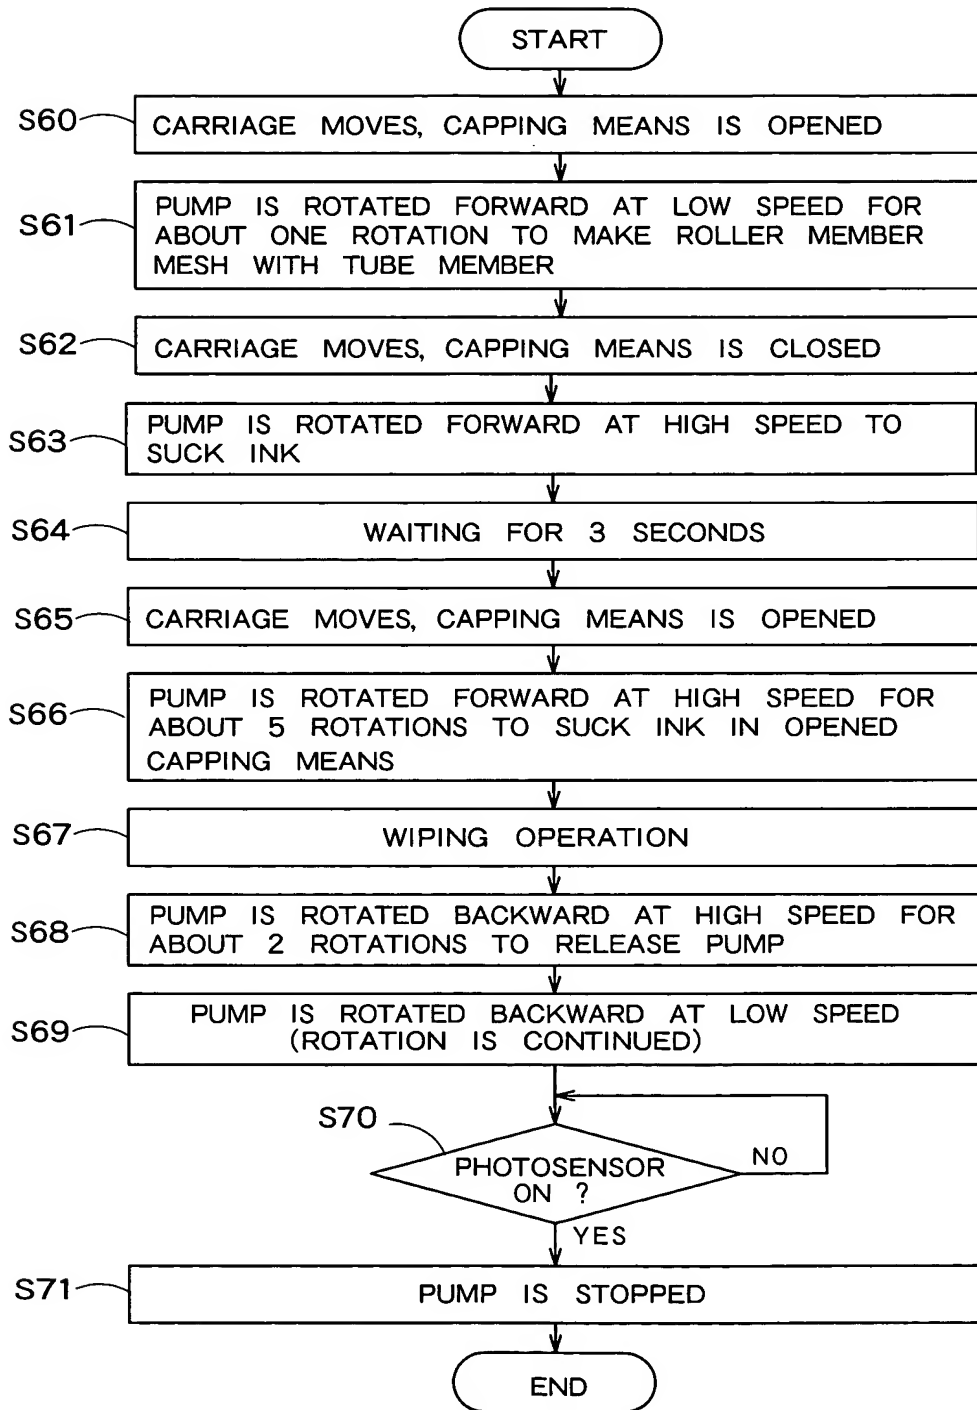 START
S60
CARRIAGE MOVES, CAPPING MEANS IS OPENED
S61
PUMP IS ROTATED FORWARD AT LOW SPEED FOR
ABOUT ONE ROTATION TO MAKE ROLLER MEMBER
MESH WITH TUBE MEMBER
S62
CARRIAGE MOVES, CAPPING MEANS IS CLOSED
S63
PUMP IS ROTATED FORWARD AT HIGH SPEED TO
SUCK INK
S64
WAITING FOR 3 SECONDS
S65
CARRIAGE MOVES, CAPPING MEANS IS OPENED
S66
PUMP IS ROTATED FORWARD AT HIGH SPEED FOR
ABOUT 5 ROTATIONS TO SUCK INK IN OPENED
CAPPING MEANS
S67
WIPING OPERATION
S68
PUMP IS ROTATED BACKWARD AT HIGH SPEED FOR
ABOUT 2 ROTATIONS TO RELEASE PUMP
S69
PUMP IS ROTATED BACKWARD AT LOW SPEED
(ROTATION IS CONTINUED)
S70
PHOTOSENSOR
ON ?
NO
YES
S71
PUMP IS STOPPED
END